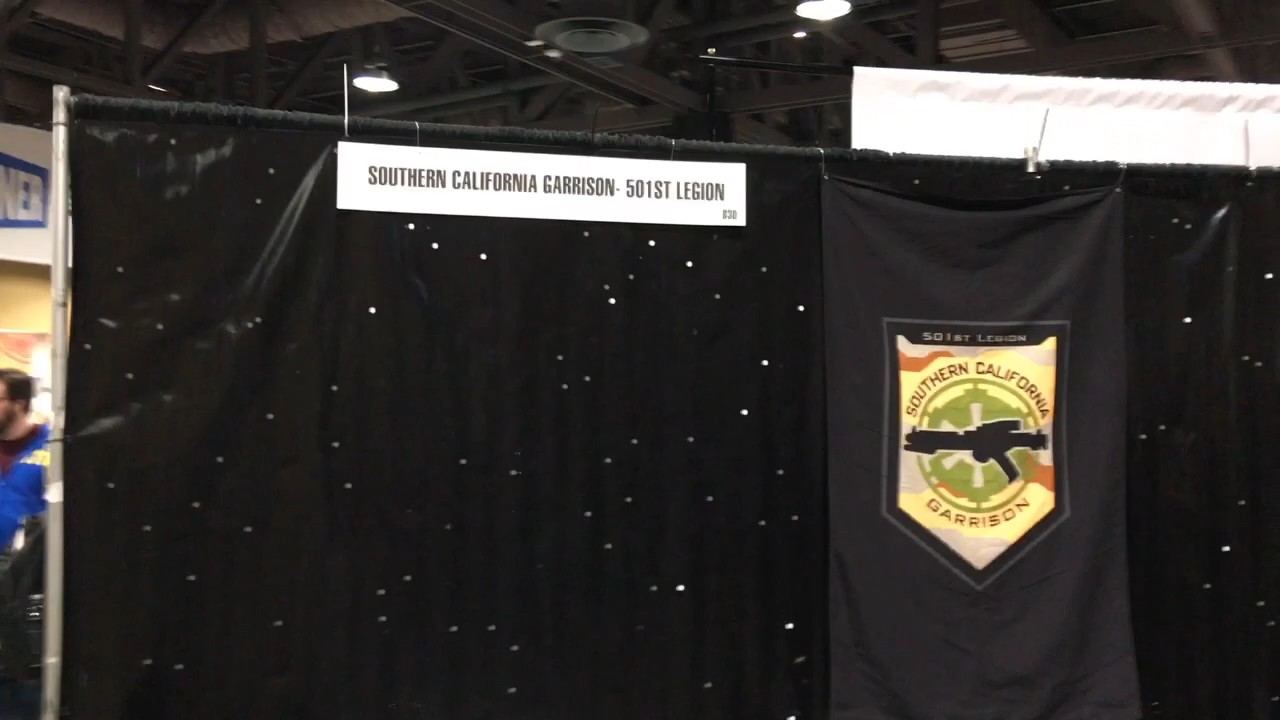 SOUTHERN CALIFORNIA GARRISON- 501ST LEGION
830
501ST LEGION
SOUTHERN CALIFORNIA
GARRISON